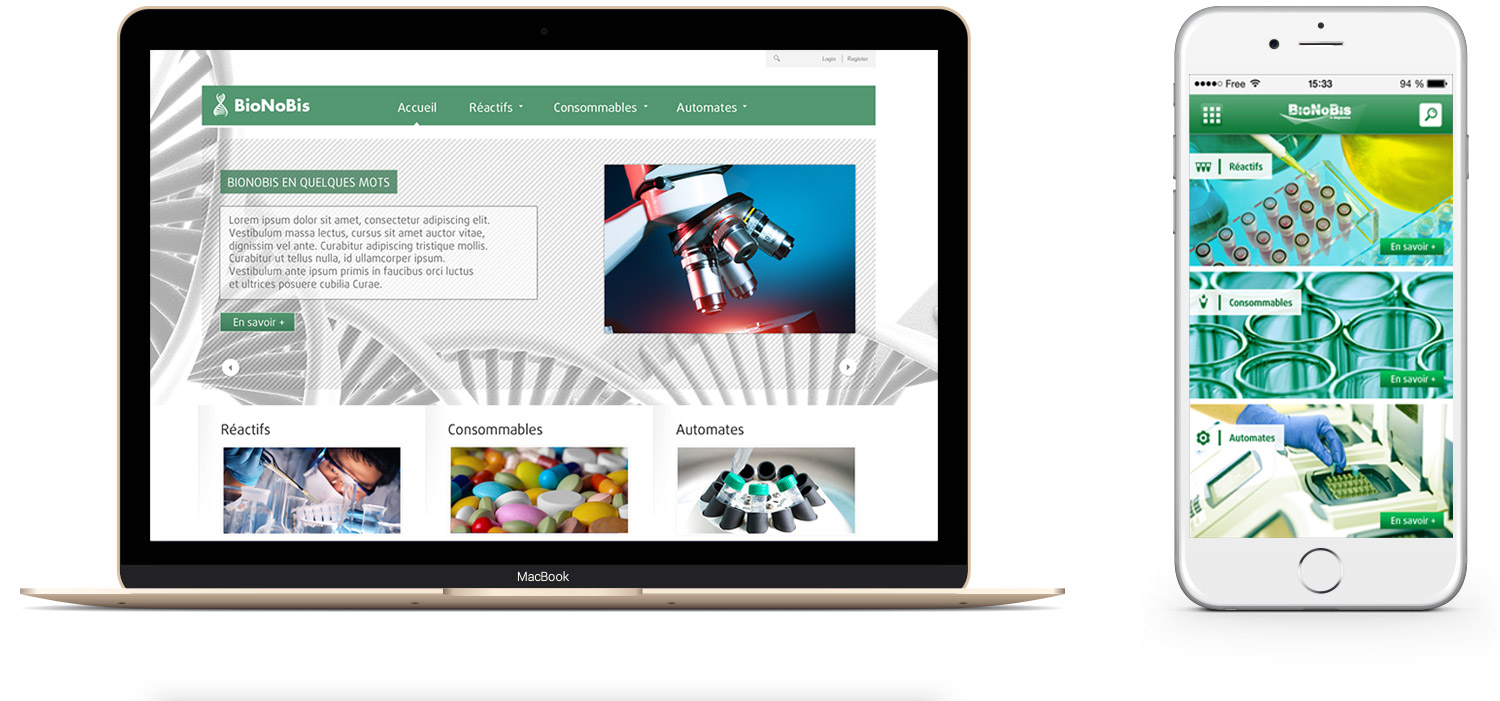 Login | Register
BioNoBis
Accueil Réactifs Consommables Automates
BIONOBIS EN QUELQUES MOTS
Lorem ipsum dolor sit amet, consectetur adipiscing elit.
Vestibulum massa lectus, cursus sit amet auctor vitae,
dignissim vel ante. Curabitur adipiscing tristique mollis.
Curabitur ut tellus nulla, id ullamcorper ipsum.
Vestibulum ante ipsum primis in faucibus orci luctus
et ultrices posuere cubilia Curae.
En savoir +
Réactifs Consommables Automates
MacBook
Free 15:33 94 %
BioNoBis
Réactifs
En savoir +
Consommables
En savoir +
Automates
En savoir +